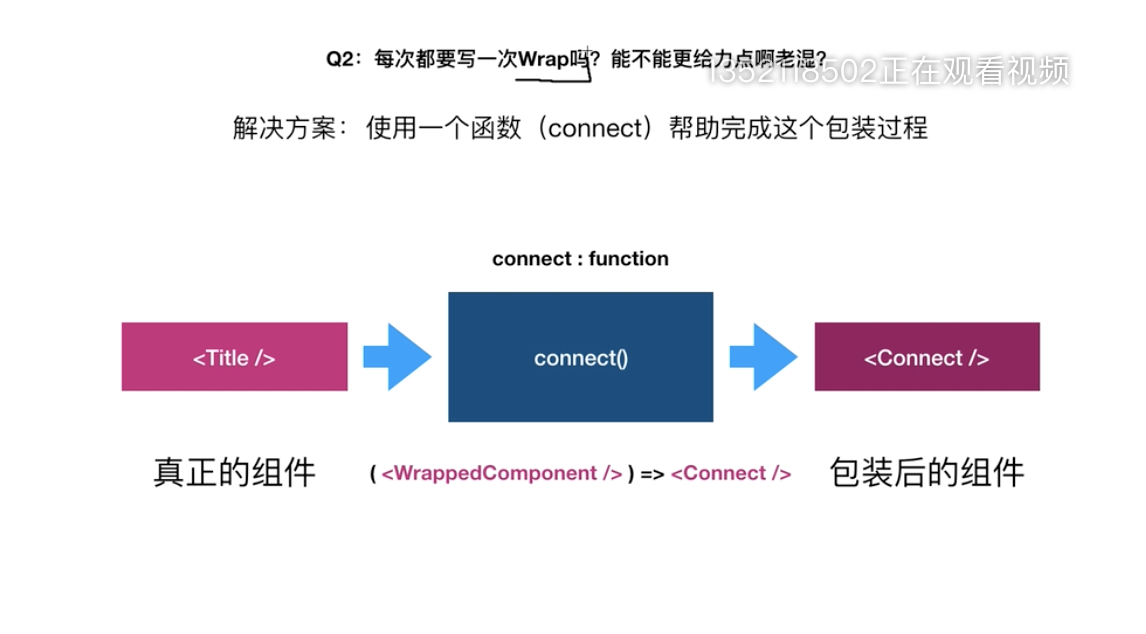 Q2：每次都要写一次Wrap吗？能不能更给力点啊老湿？
1352118502正在观看视频
解决方案： 使用一个函数（connect）帮助完成这个包装过程
connect : function
<Title />
connect()
<Connect />
真正的组件
( <WrappedComponent /> ) => <Connect />
包装后的组件